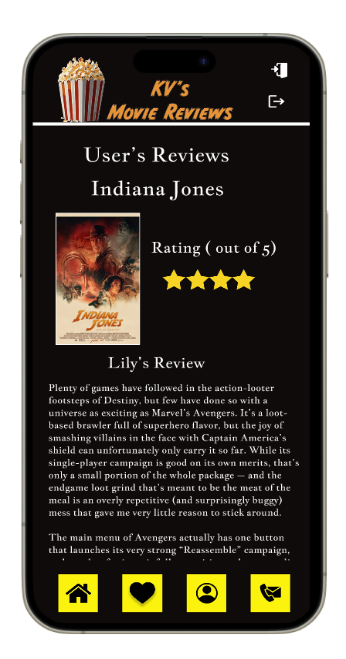 KV"s
Movie Reviews
User's Reviews
Indiana Jones
Rating ( out of 5)
INDIANA
JONES
Lily's Review
Plenty of games have followed in the action-looter
footsteps of Destiny, but few have done so with a
universe as exciting as Marvel's Avengers. It's a loot-
based brawler full of superhero flavor, but the joy of
smashing villains in the face with Captain America's
shield can unfortunately only carry it so far. While its
single-player campaign is good on its own merits, that's
only a small portion of the whole package — and the
endgame loot grind that's meant to be the meat of the
meal is an overly repetitive (and surprisingly buggy)
mess that gave me very little reason to stick around.
The main menu of Avengers actually has one button
that launches its very strong "Reassemble" campaign,